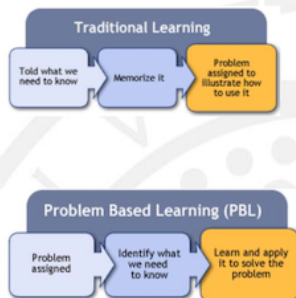 Traditional Learning
Told what we
need to know
Memorize it
Problem
assigned to
illustrate how
to use it
Problem Based Learning (PBL)
Problem
assigned
Identify what
we need
to know
Learn and apply
it to solve the
problem